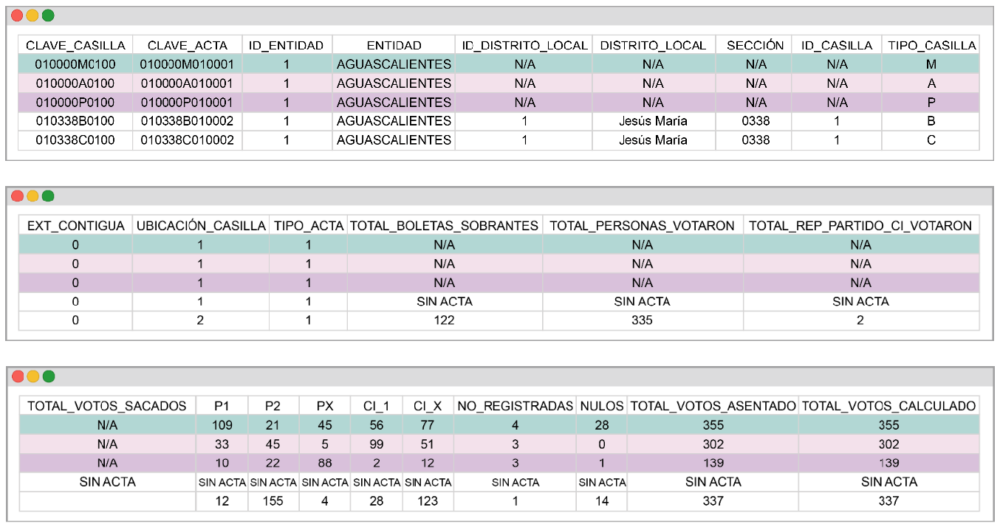 CLAVE_CASILLA CLAVE_ACTA ID_ENTIDAD ENTIDAD ID_DISTRITO_LOCAL DISTRITO_LOCAL SECCIÓN ID_CASILLA TIPO_CASILLA
010000M0100 010000M010001 1 AGUASCALIENTES N/A N/A N/A N/A M
010000A0100 010000A010001 1 AGUASCALIENTES N/A N/A N/A N/A A
010000P0100 010000P010001 1 AGUASCALIENTES N/A N/A N/A N/A P
010338B0100 010338B010002 1 AGUASCALIENTES 1 Jesús María 0338 1 B
010338C0100 010338C010002 1 AGUASCALIENTES 1 Jesús María 0338 1 C
EXT_CONTIGUA UBICACIÓN_CASILLA TIPO_ACTA TOTAL_BOLETAS_SOBRANTES TOTAL_PERSONAS_VOTARON TOTAL_REP_PARTIDO_CI_VOTARON
0 1 1 N/A N/A N/A
0 1 1 N/A N/A N/A
0 1 1 N/A N/A N/A
0 1 1 SIN ACTA SIN ACTA SIN ACTA
0 2 1 122 335 2
TOTAL_VOTOS_SACADOS P1 P2 PX CI_1 CI_X NO_REGISTRADAS NULOS TOTAL_VOTOS_ASENTADO TOTAL_VOTOS_CALCULADO
N/A 109 21 45 56 77 4 28 355 355
N/A 33 45 5 99 51 3 0 302 302
N/A 10 22 88 2 12 3 1 139 139
SIN ACTA SIN ACTA SIN ACTA SIN ACTA SIN ACTA SIN ACTA SIN ACTA SIN ACTA SIN ACTA SIN ACTA
12 155 4 28 123 1 14 337 337